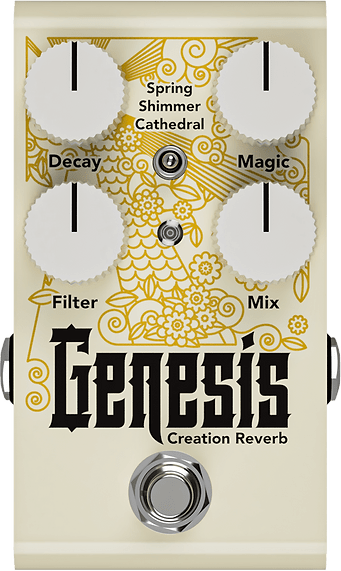 Spring
Shimmer
Cathedral
Decay
Magic
Filter
Mix
Genesis
Creation Reverb